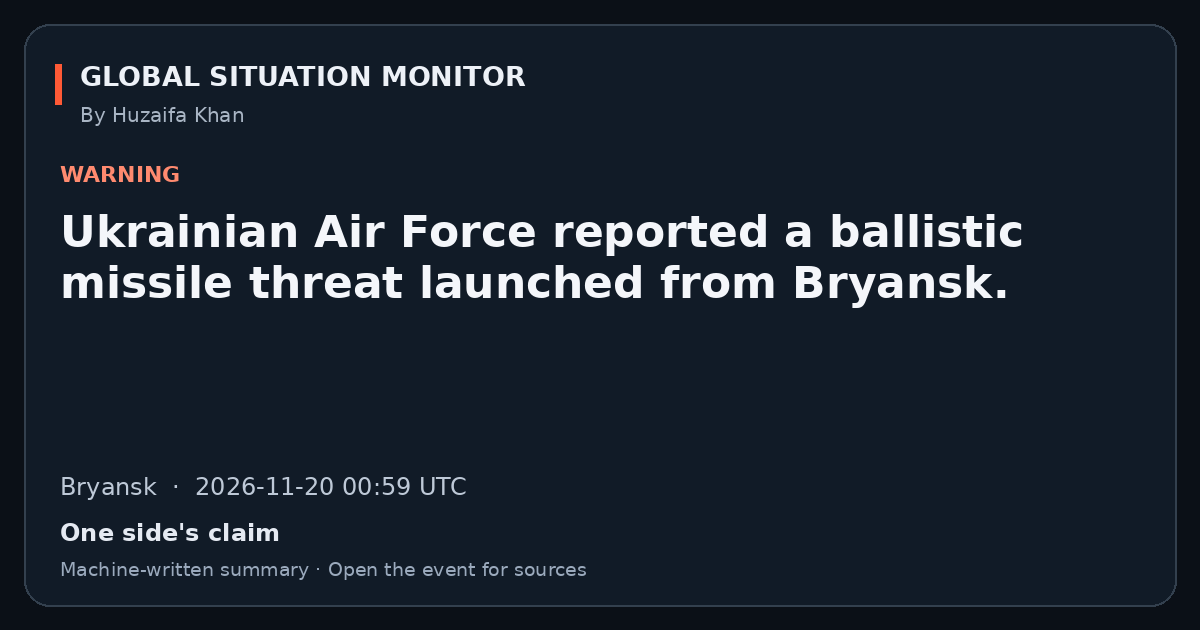 GLOBAL SITUATION MONITOR
By Huzaifa Khan
WARNING
Ukrainian Air Force reported a ballistic
missile threat launched from Bryansk.
Bryansk · 2026-11-20 00:59 UTC
One side's claim
Machine-written summary · Open the event for sources